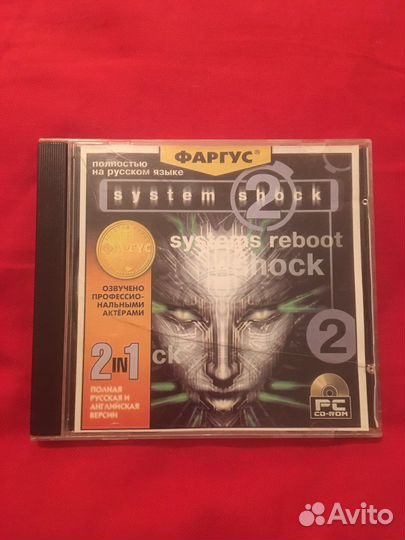 ФАРГУС®
полностью
на русском языке
system shock
2
ФАРГУС
systems reboot
shock
ОЗВУЧЕНО
ПРОФЕССИО-
НАЛЬНЫМИ
АКТЁРАМИ
2IN1
ck
2
ПОЛНАЯ
РУССКАЯ И
АНГЛИЙСКАЯ
ВЕРСИИ
PC
CD-ROM
Avito